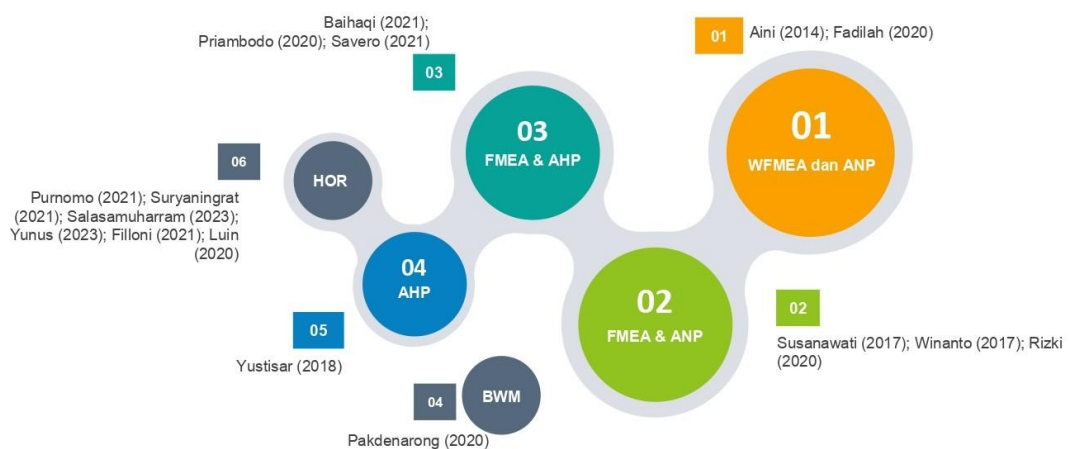 01
Aini (2014); Fadilah (2020)
01
WFMEA dan ANP
02
Susanawati (2017); Winanto (2017); Rizki
(2020)
02
FMEA & ANP
Baihaqi (2021);
Priambodo (2020); Savero (2021)
03
03
FMEA & AHP
04
Pakdenarong (2020)
BWM
05
Yustisar (2018)
04
AHP
06
Purnomo (2021); Suryaningrat
(2021); Salasamuharram (2023);
Yunus (2023); Filloni (2021); Luin
(2020)
HOR